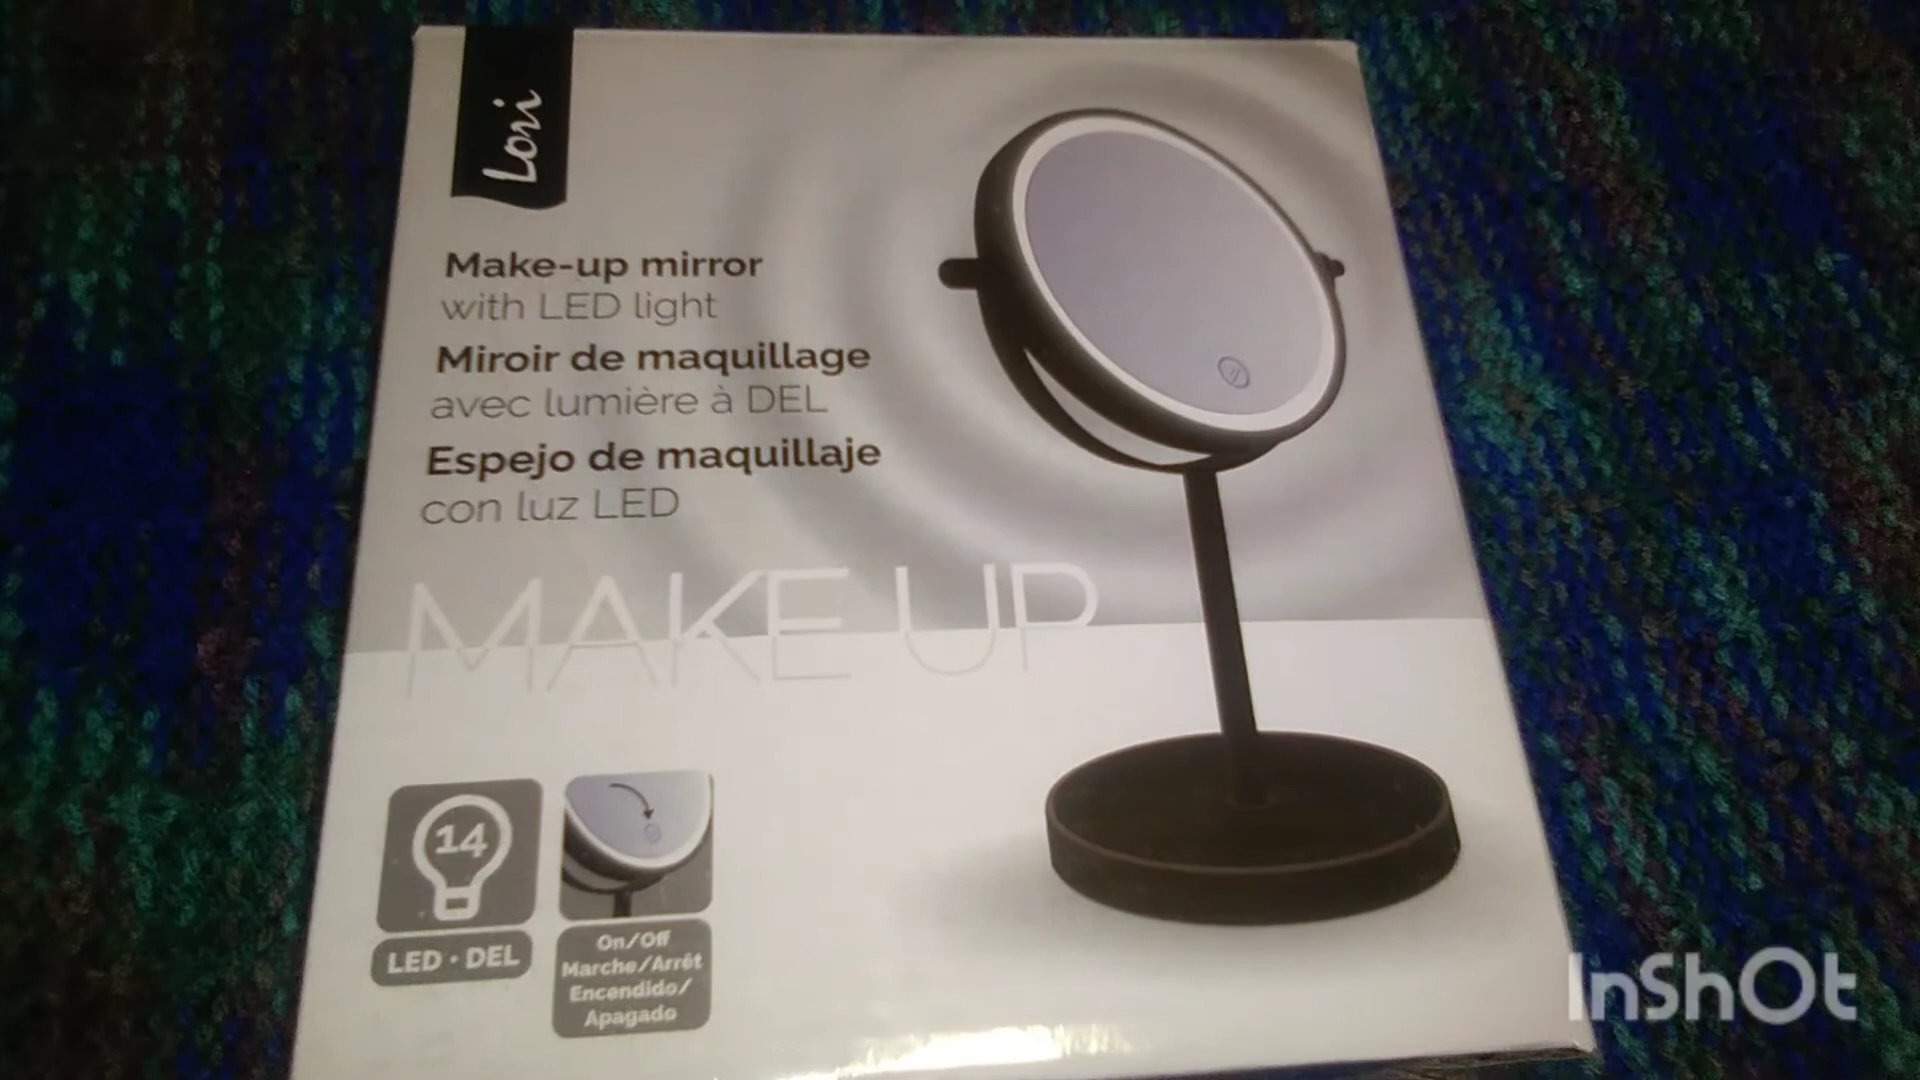 Lori
Make-up mirror
with LED light
Miroir de maquillage
avec lumière à DEL
Espejo de maquillaje
con luz LED
MAKE UP
14
LED • DEL
On/Off
Marche/Arrêt
Encendido/
Apagado
InShOt